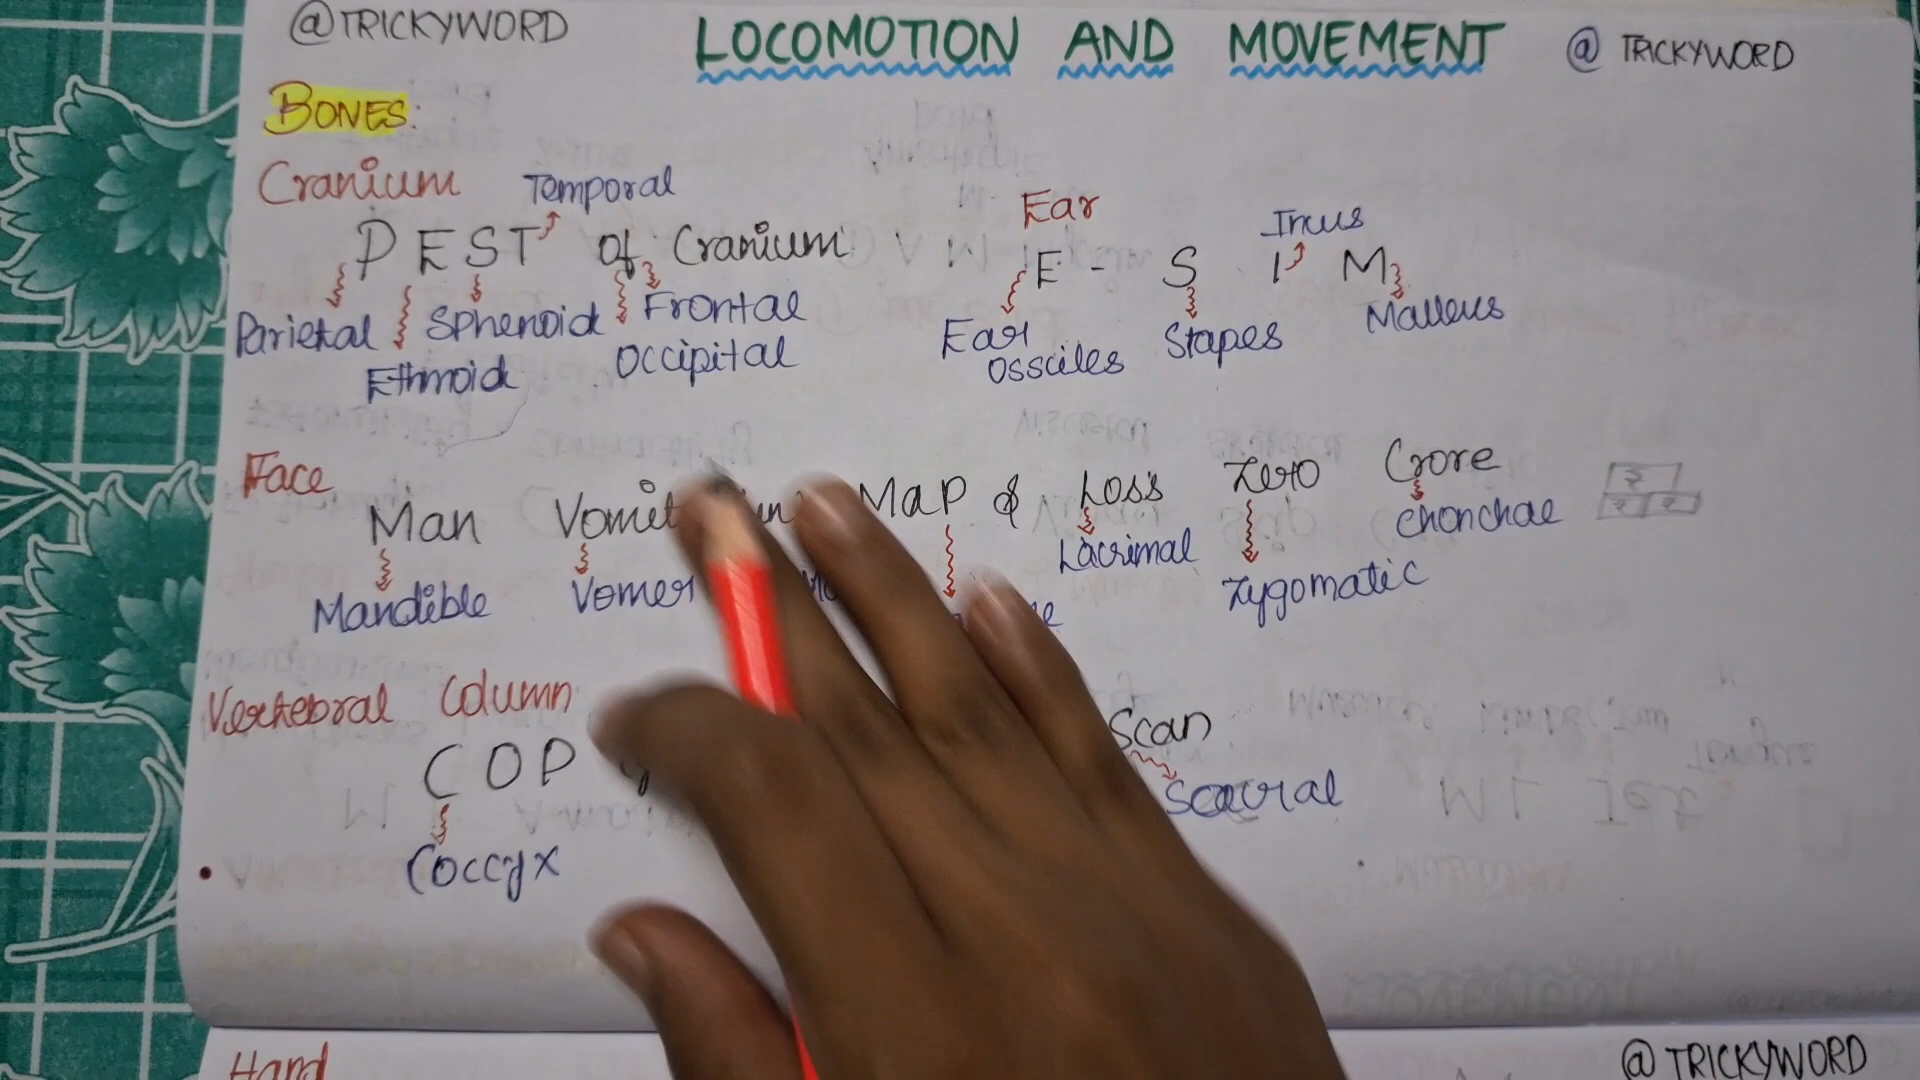 @TRICKYWORD LOCOMOTION AND MOVEMENT @ TRICKYWORD
BONES:
Cranium Temporal Ear Incus
PEST of Cranium E - S I M
Parietal Sphenoid Frontal Ear Stapes Malleus
Ethmoid Occipital Ossciles
Face
Man Vomit Map & Loss Zero Crore
Mandible Vomer Lacrimal Zygomatic Chonchae
Vertebral Column
COP Scan
Coccyx Sacral
Hand @ TRICKYWORD